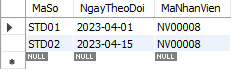 MaSo NgayTheoDoi MaNhanVien
STD01 2023-04-01 NV00008
STD02 2023-04-15 NV00008
NULL NULL NULL